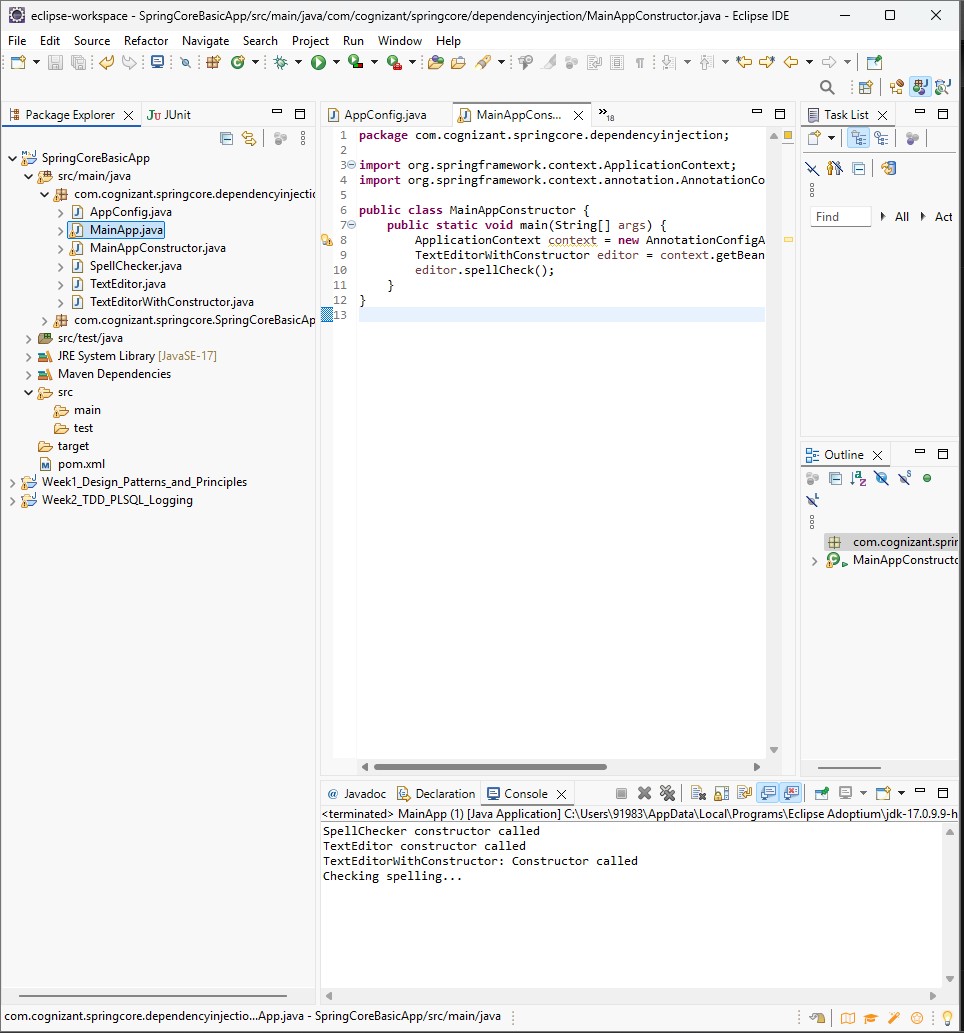 eclipse-workspace - SpringCoreBasicApp/src/main/java/com/cognizant/springcore/dependencyinjection/MainAppConstructor.java - Eclipse IDE
File Edit Source Refactor Navigate Search Project Run Window Help
Package Explorer
JUnit
SpringCoreBasicApp
src/main/java
com.cognizant.springcore.dependencyinjectic
AppConfig.java
MainApp.java
MainAppConstructor.java
SpellChecker.java
TextEditor.java
TextEditorWithConstructor.java
com.cognizant.springcore.SpringCoreBasicAp
src/test/java
JRE System Library [JavaSE-17]
Maven Dependencies
src
main
test
target
pom.xml
Week1_Design_Patterns_and_Principles
Week2_TDD_PLSQL_Logging
AppConfig.java
MainAppCons...
18
1 package com.cognizant.springcore.dependencyinjection;
2
3 import org.springframework.context.ApplicationContext;
4 import org.springframework.context.annotation.AnnotationCo
5
6 public class MainAppConstructor {
7 public static void main(String[] args) {
8 ApplicationContext context = new AnnotationConfigA
9 TextEditorWithConstructor editor = context.getBean
10 editor.spellCheck();
11 }
12 }
13
Task List
Find
All
Act
Outline
com.cognizant.sprin
MainAppConstructo
@ Javadoc
Declaration
Console
<terminated> MainApp (1) [Java Application] C:\Users\91983\AppData\Local\Programs\Eclipse Adoptium\jdk-17.0.9.9-h
SpellChecker constructor called
TextEditor constructor called
TextEditorWithConstructor: Constructor called
Checking spelling...
com.cognizant.springcore.dependencyinjectio...App.java - SpringCoreBasicApp/src/main/java